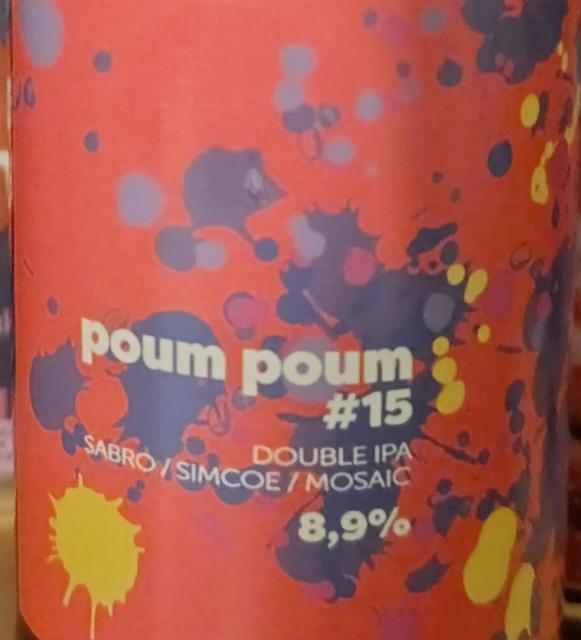 poum poum
#15
DOUBLE IPA
SABRO / SIMCOE / MOSAIC
8,9%